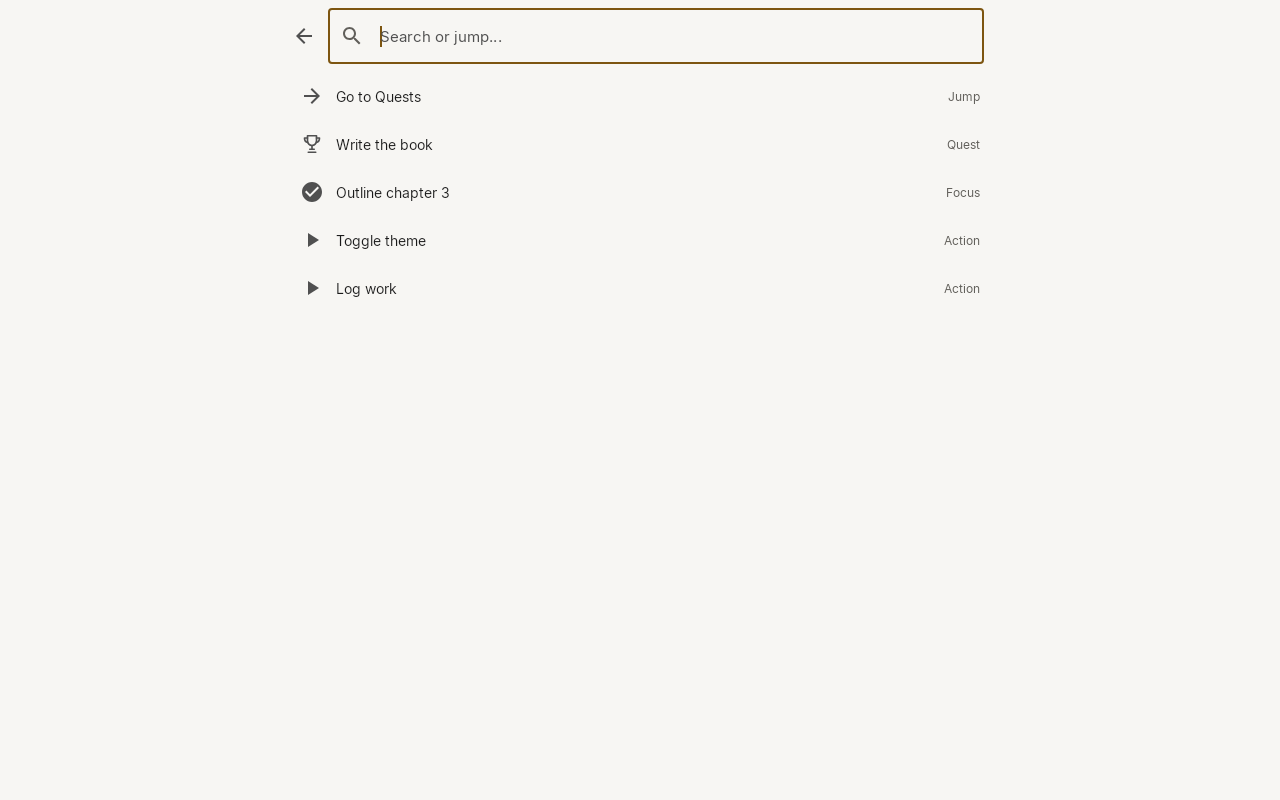 Search or jump...
Go to Quests Jump
Write the book Quest
Outline chapter 3 Focus
Toggle theme Action
Log work Action